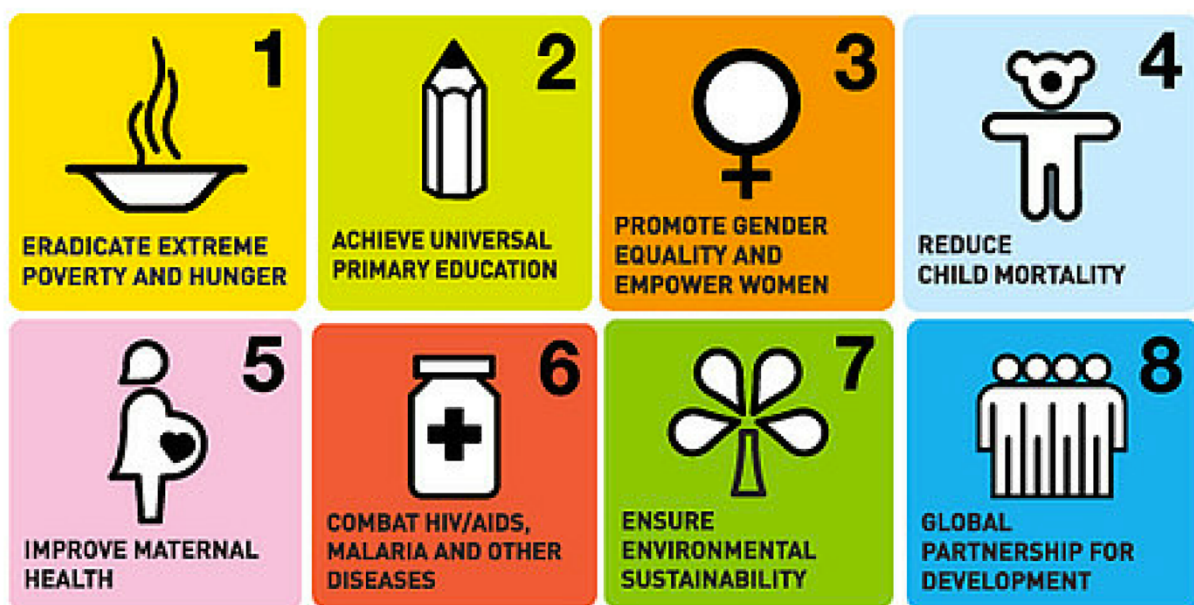 1
ERADICATE EXTREME
POVERTY AND HUNGER
2
ACHIEVE UNIVERSAL
PRIMARY EDUCATION
3
PROMOTE GENDER
EQUALITY AND
EMPOWER WOMEN
4
REDUCE
CHILD MORTALITY
5
IMPROVE MATERNAL
HEALTH
6
COMBAT HIV/AIDS,
MALARIA AND OTHER
DISEASES
7
ENSURE
ENVIRONMENTAL
SUSTAINABILITY
8
GLOBAL
PARTNERSHIP FOR
DEVELOPMENT